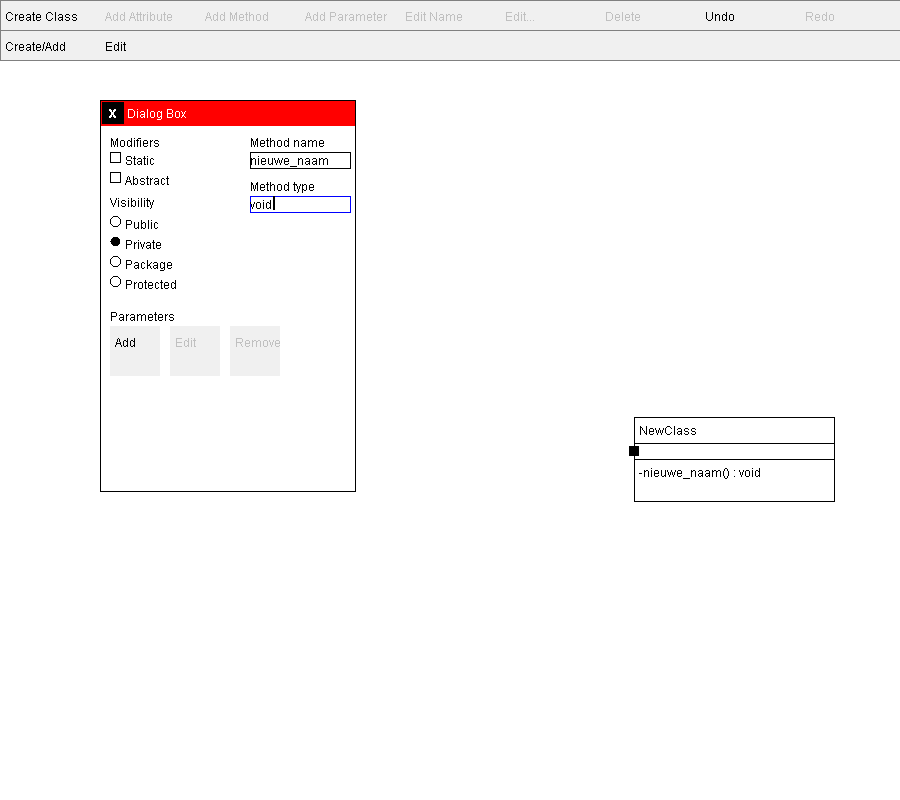 Create Class Add Attribute Add Method Add Parameter Edit Name Edit... Delete Undo Redo
Create/Add Edit
X Dialog Box
Modifiers
Static
Abstract
Visibility
Public
Private
Package
Protected
Method name
nieuwe_naam
Method type
void
Parameters
Add Edit Remove
NewClass
-nieuwe_naam() : void